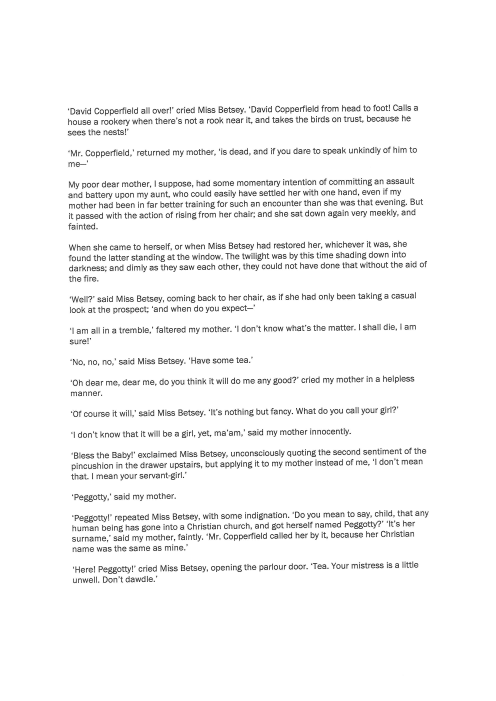 ‘David Copperfield all over!’ cried Miss Betsey. ‘David Copperfield from head to foot! Calls a
house a rookery when there’s not a rook near it, and takes the birds on trust, because he
sees the nests!’
‘Mr. Copperfield,’ returned my mother, ‘is dead, and if you dare to speak unkindly of him to
me—’
My poor dear mother, I suppose, had some momentary intention of committing an assault
and battery upon my aunt, who could easily have settled her with one hand, even if my
mother had been in far better training for such an encounter than she was that evening. But
it passed with the action of rising from her chair; and she sat down again very meekly, and
fainted.
When she came to herself, or when Miss Betsey had restored her, whichever it was, she
found the latter standing at the window. The twilight was by this time shading down into
darkness; and dimly as they saw each other, they could not have done that without the aid of
the fire.
‘Well?’ said Miss Betsey, coming back to her chair, as if she had only been taking a casual
look at the prospect; ‘and when do you expect—’
‘I am all in a tremble,’ faltered my mother. ‘I don’t know what’s the matter. I shall die, I am
sure!’
‘No, no, no,’ said Miss Betsey. ‘Have some tea.’
‘Oh dear me, dear me, do you think it will do me any good?’ cried my mother in a helpless
manner.
‘Of course it will,’ said Miss Betsey. ‘It’s nothing but fancy. What do you call your girl?’
‘I don’t know that it will be a girl, yet, ma’am,’ said my mother innocently.
‘Bless the Baby!’ exclaimed Miss Betsey, unconsciously quoting the second sentiment of the
pincushion in the drawer upstairs, but applying it to my mother instead of me, ‘I don’t mean
that. I mean your servant-girl.’
‘Peggotty,’ said my mother.
‘Peggotty!’ repeated Miss Betsey, with some indignation. ‘Do you mean to say, child, that any
human being has gone into a Christian church, and got herself named Peggotty?’ ‘It’s her
surname,’ said my mother, faintly. ‘Mr. Copperfield called her by it, because her Christian
name was the same as mine.’
‘Here! Peggotty!’ cried Miss Betsey, opening the parlour door. ‘Tea. Your mistress is a little
unwell. Don’t dawdle.’